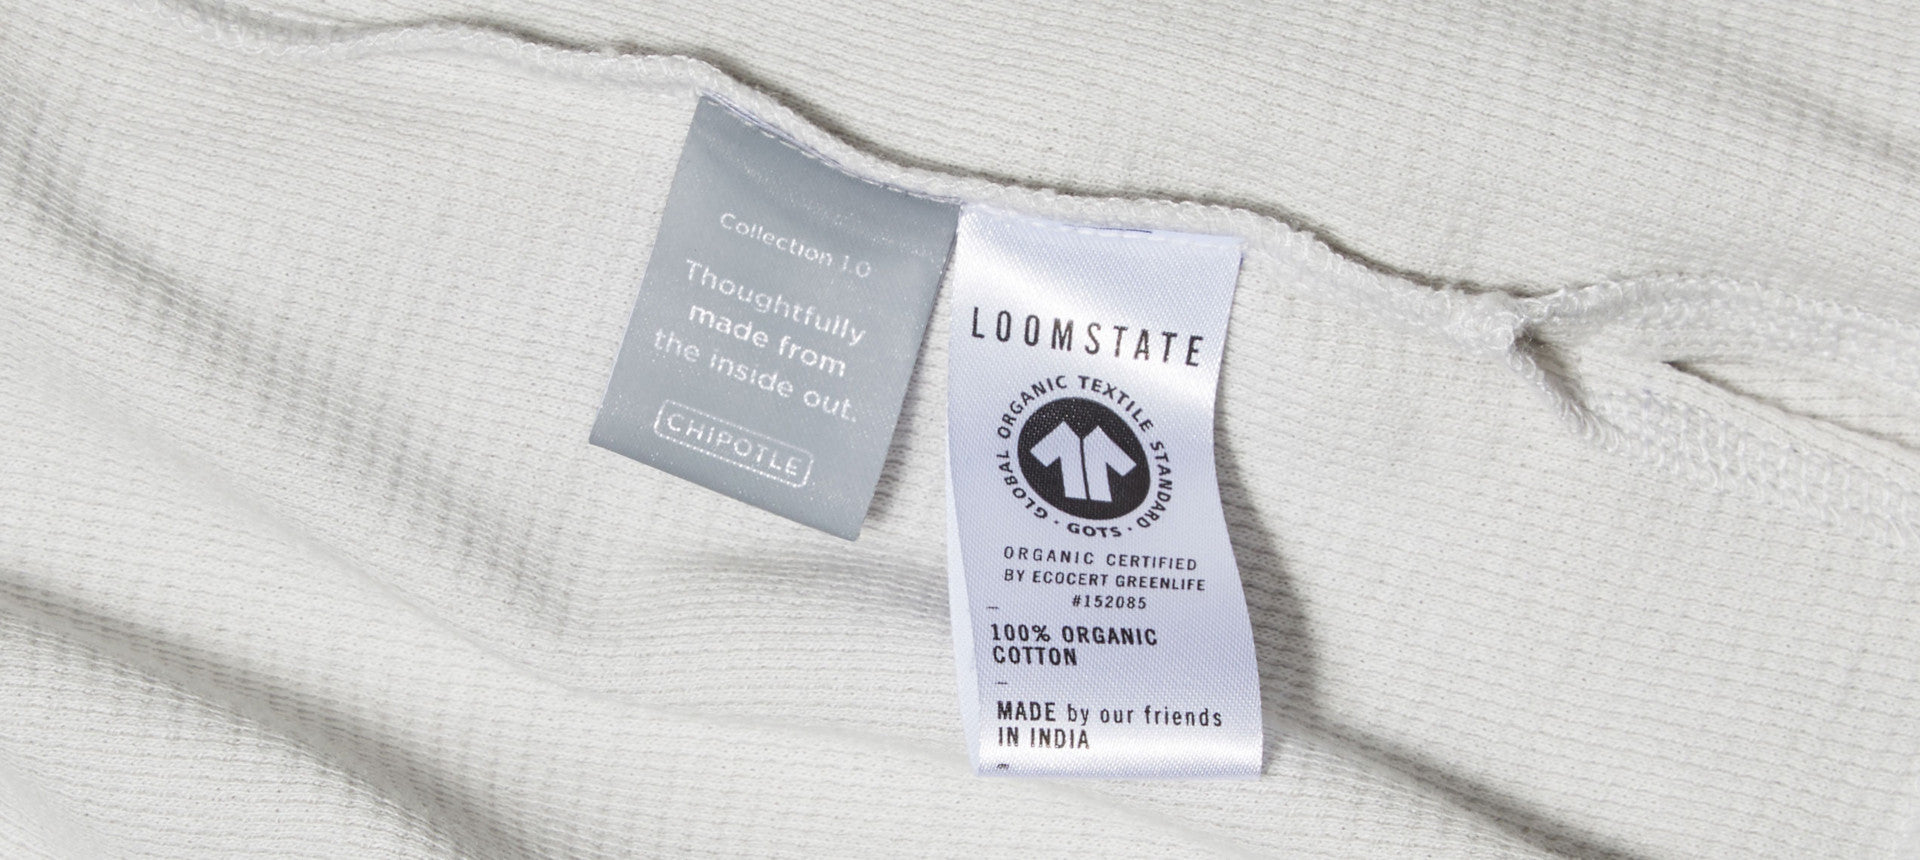 Collection 1.0
Thoughtfully
made from
the inside out.
CHIPOTLE
LOOMSTATE
GLOBAL ORGANIC TEXTILE STANDARD · GOTS ·
ORGANIC CERTIFIED
BY ECOCERT GREENLIFE
#152085
–
100% ORGANIC
COTTON
–
MADE by our friends
IN INDIA